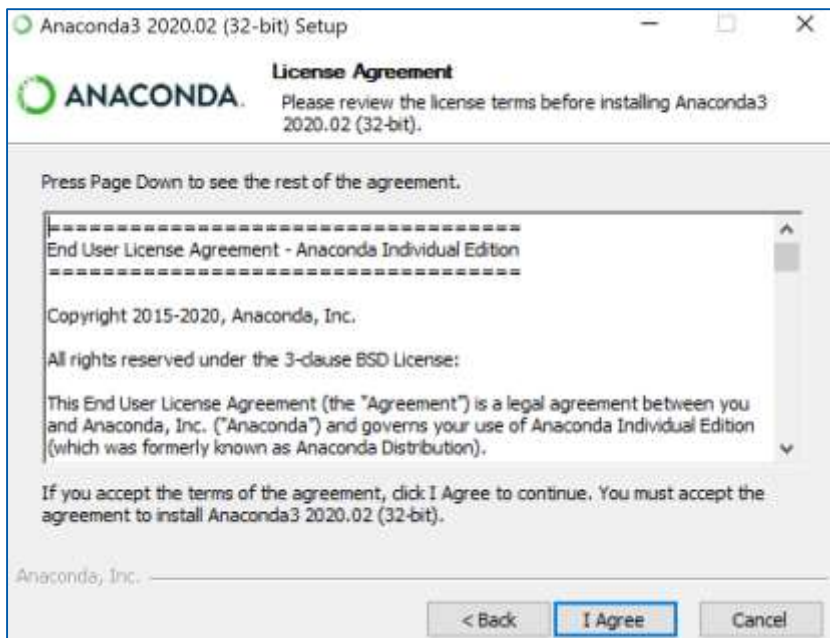 Anaconda3 2020.02 (32-bit) Setup
ANACONDA.
License Agreement
Please review the license terms before installing Anaconda3
2020.02 (32-bit).
Press Page Down to see the rest of the agreement.
===================================
End User License Agreement - Anaconda Individual Edition
===================================
Copyright 2015-2020, Anaconda, Inc.
All rights reserved under the 3-clause BSD License:
This End User License Agreement (the "Agreement") is a legal agreement between you
and Anaconda, Inc. ("Anaconda") and governs your use of Anaconda Individual Edition
(which was formerly known as Anaconda Distribution).
If you accept the terms of the agreement, click I Agree to continue. You must accept the
agreement to install Anaconda3 2020.02 (32-bit).
Anaconda, Inc.
< Back I Agree Cancel